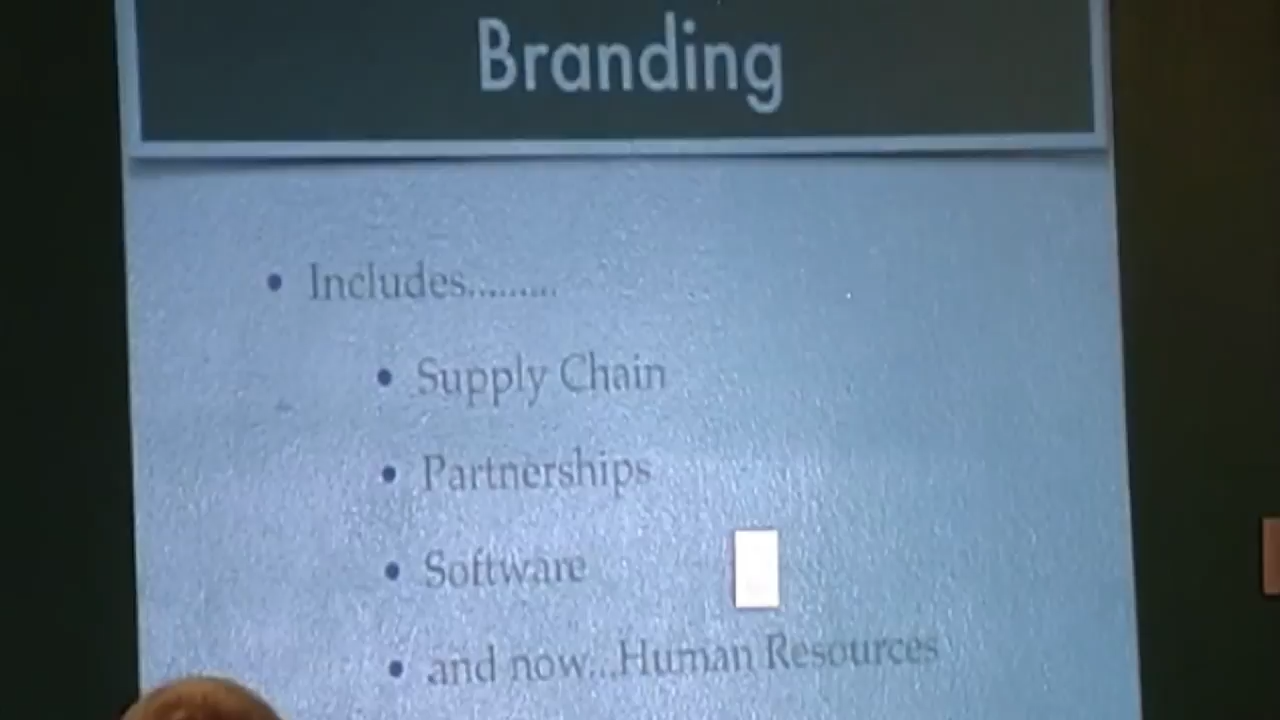 Branding
• Includes.........
• Supply Chain
• Partnerships
• Software
• and now...Human Resources